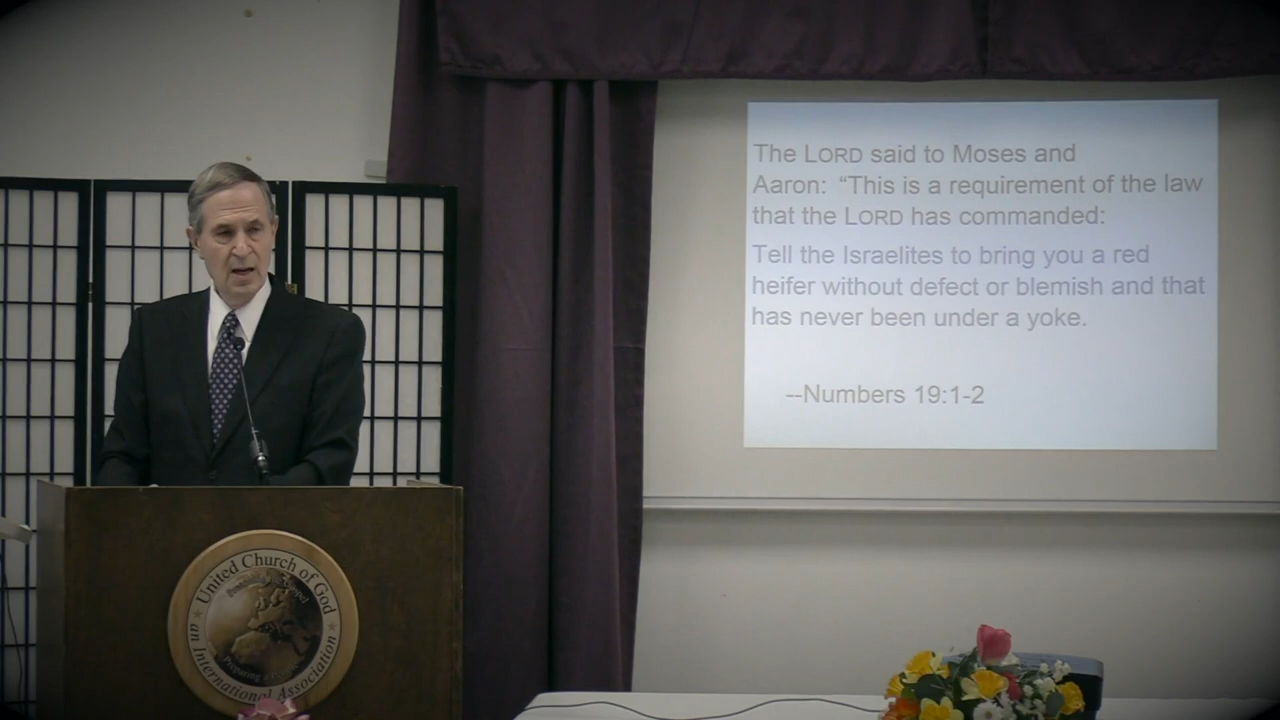 The LORD said to Moses and
Aaron: “This is a requirement of the law
that the LORD has commanded:
Tell the Israelites to bring you a red
heifer without defect or blemish and that
has never been under a yoke.
--Numbers 19:1-2
United Church of God
an International Association
Preparing a